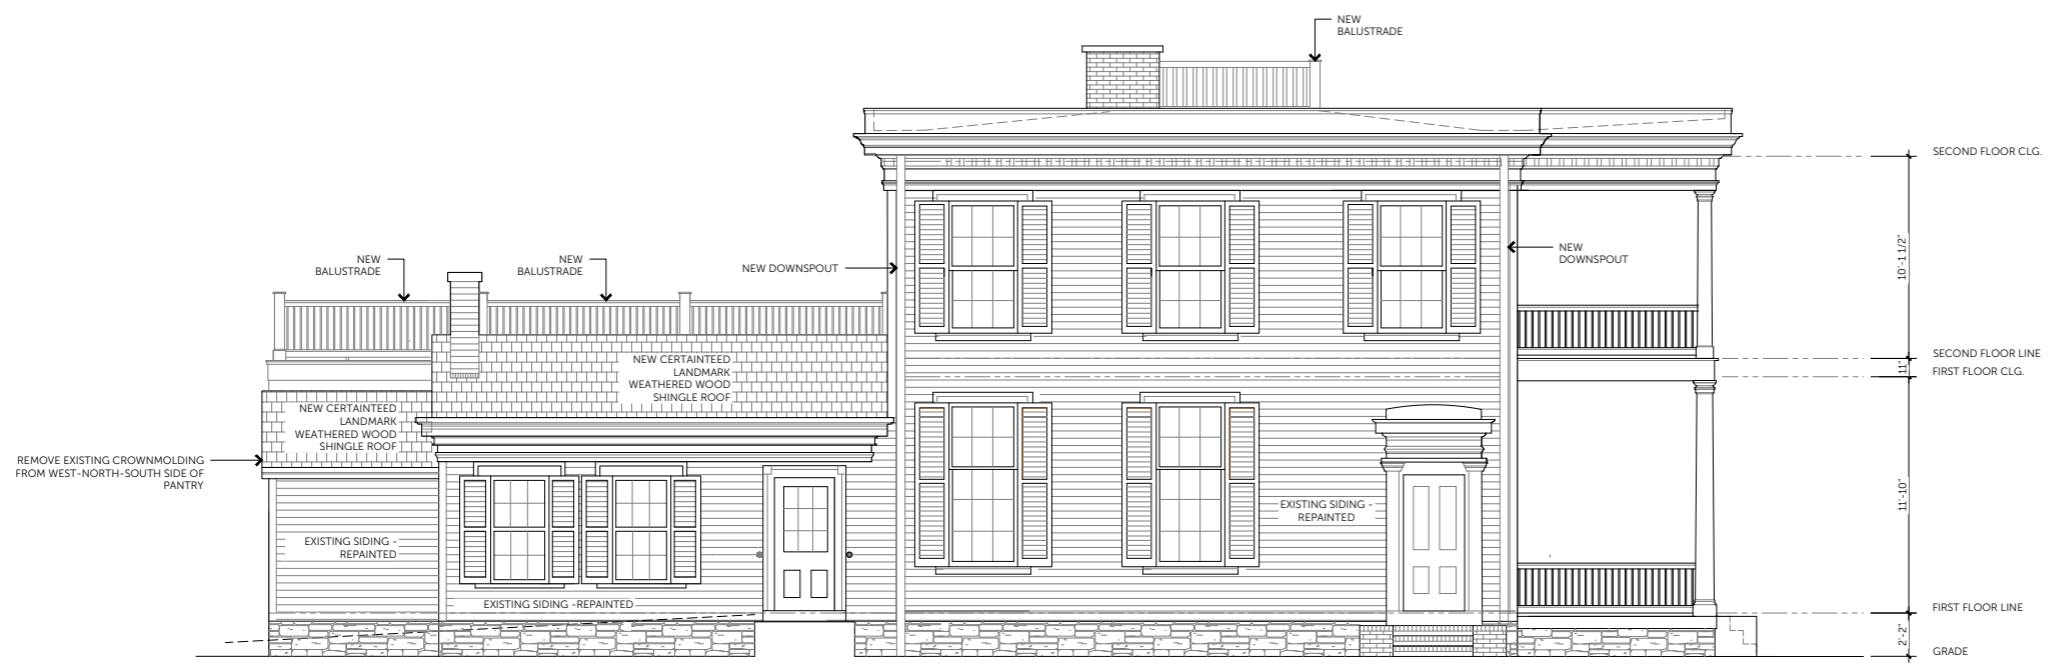 NEW
BALUSTRADE
SECOND FLOOR CLG.
NEW
BALUSTRADE
NEW
BALUSTRADE
NEW DOWNSPOUT
NEW
DOWNSPOUT
10'-1 1/2"
SECOND FLOOR LINE
11"
FIRST FLOOR CLG.
NEW CERTAINTEED
LANDMARK
WEATHERED WOOD
SHINGLE ROOF
NEW CERTAINTEED
LANDMARK
WEATHERED WOOD
SHINGLE ROOF
REMOVE EXISTING CROWNMOLDING
FROM WEST-NORTH-SOUTH SIDE OF
PANTRY
EXISTING SIDING -
REPAINTED
11'-10"
EXISTING SIDING -
REPAINTED
EXISTING SIDING -REPAINTED
FIRST FLOOR LINE
2'-2"
GRADE